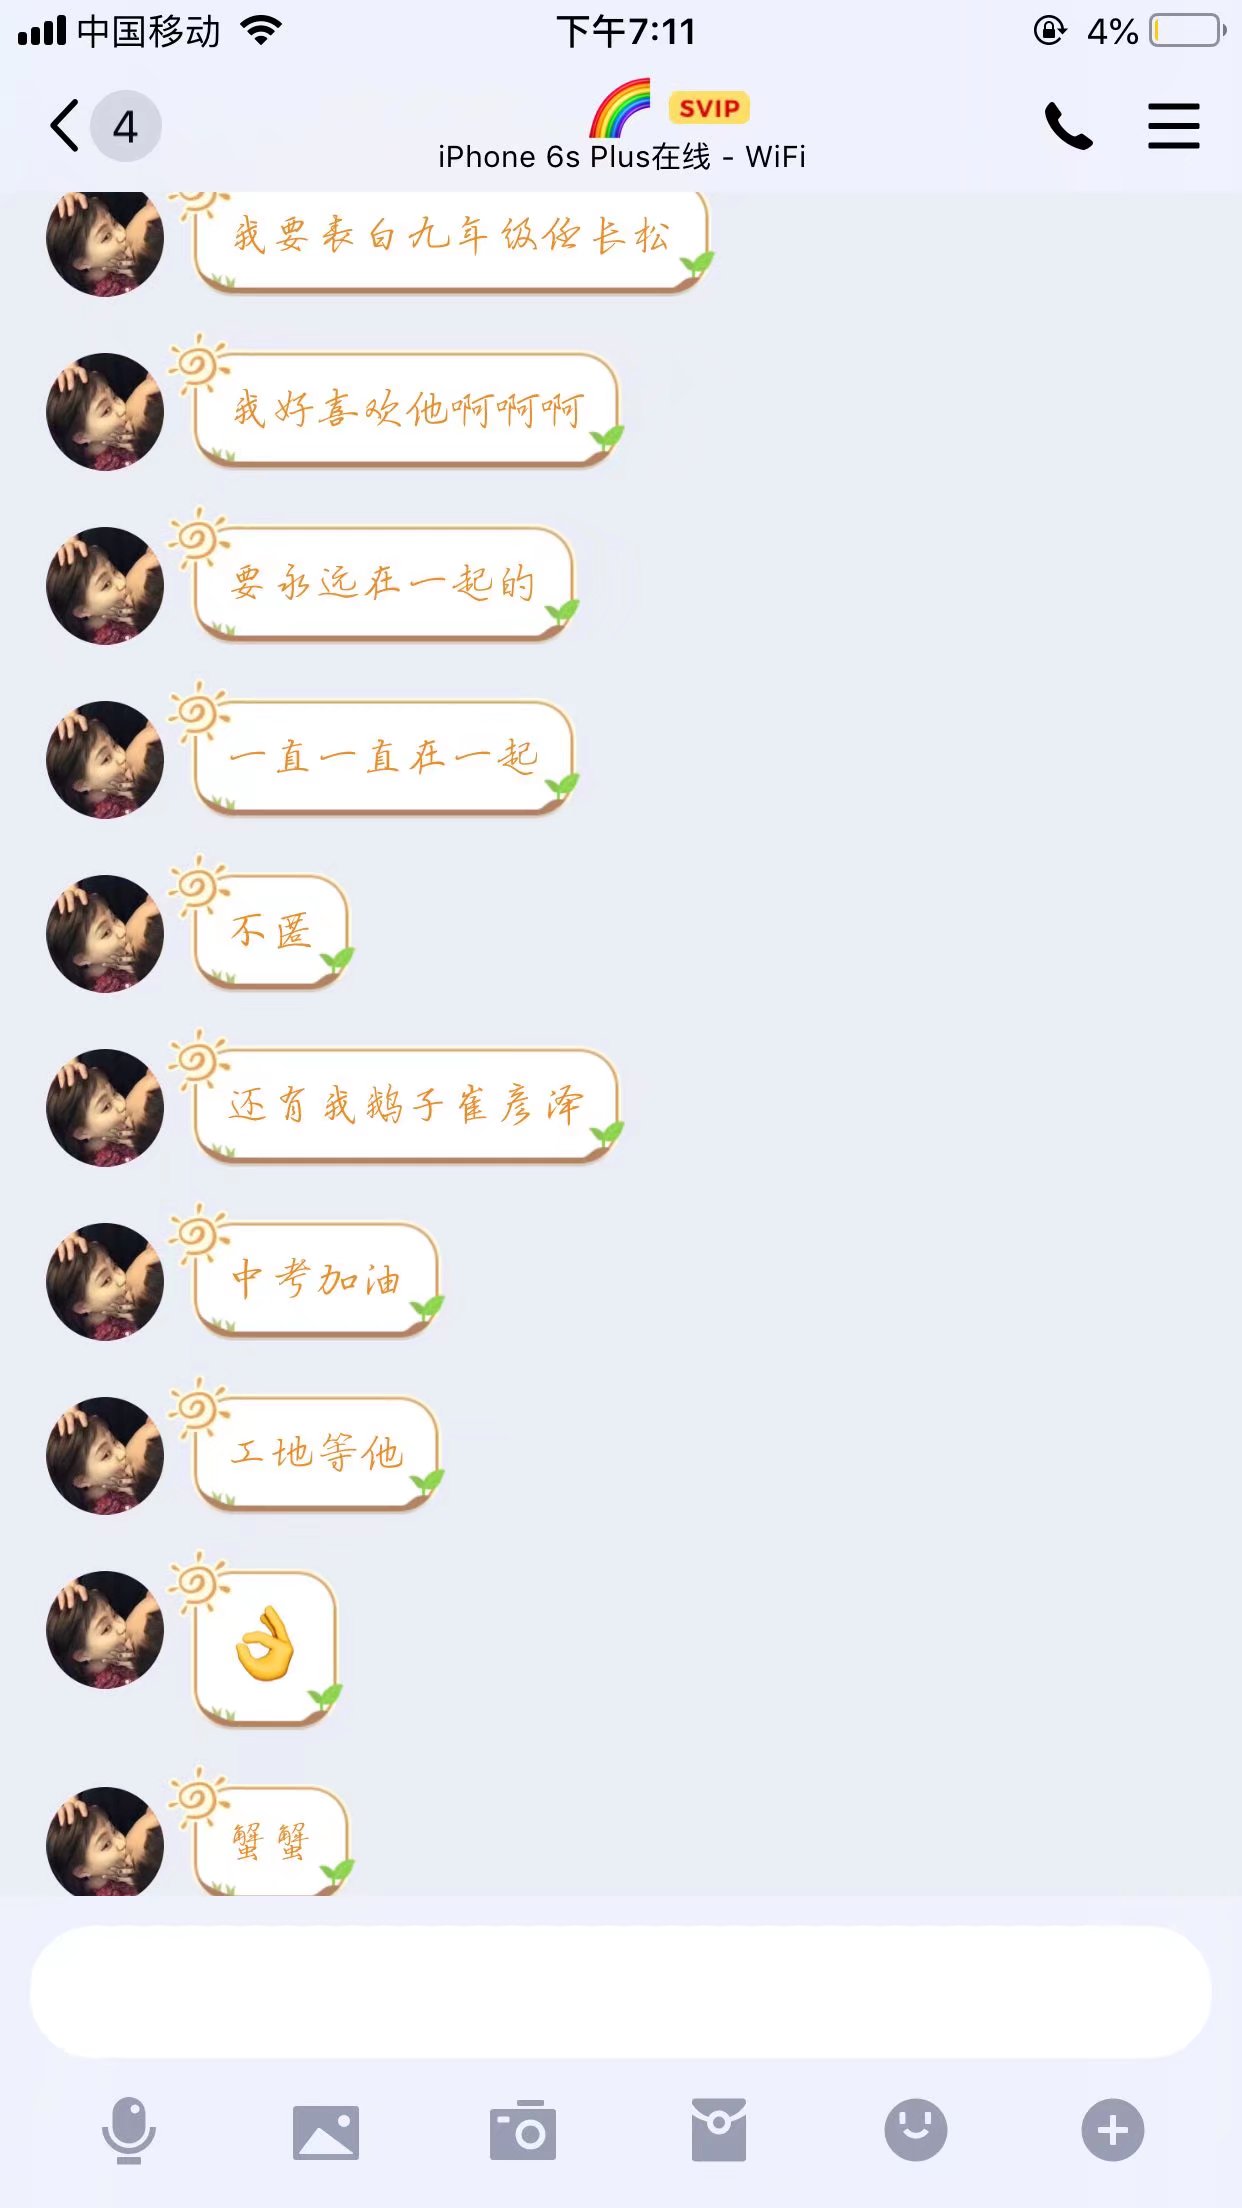 中国移动
下午7:11
4%
4
SVIP
iPhone 6s Plus在线 - WiFi
我要表白九年级任长松
我好喜欢他啊啊啊
要永远在一起的
一直一直在一起
不匿
还有我鹅子崔彦泽
中考加油
工地等他
👌
蟹蟹